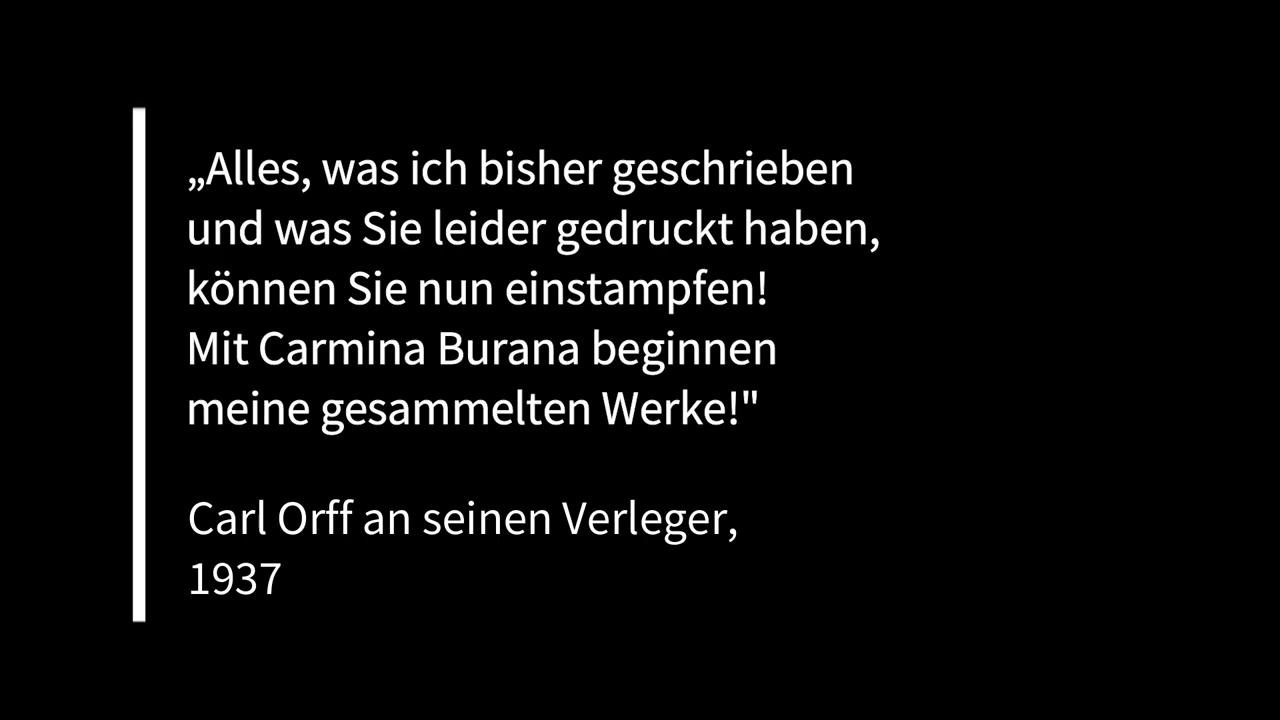 „Alles, was ich bisher geschrieben
und was Sie leider gedruckt haben,
können Sie nun einstampfen!
Mit Carmina Burana beginnen
meine gesammelten Werke!"
Carl Orff an seinen Verleger,
1937